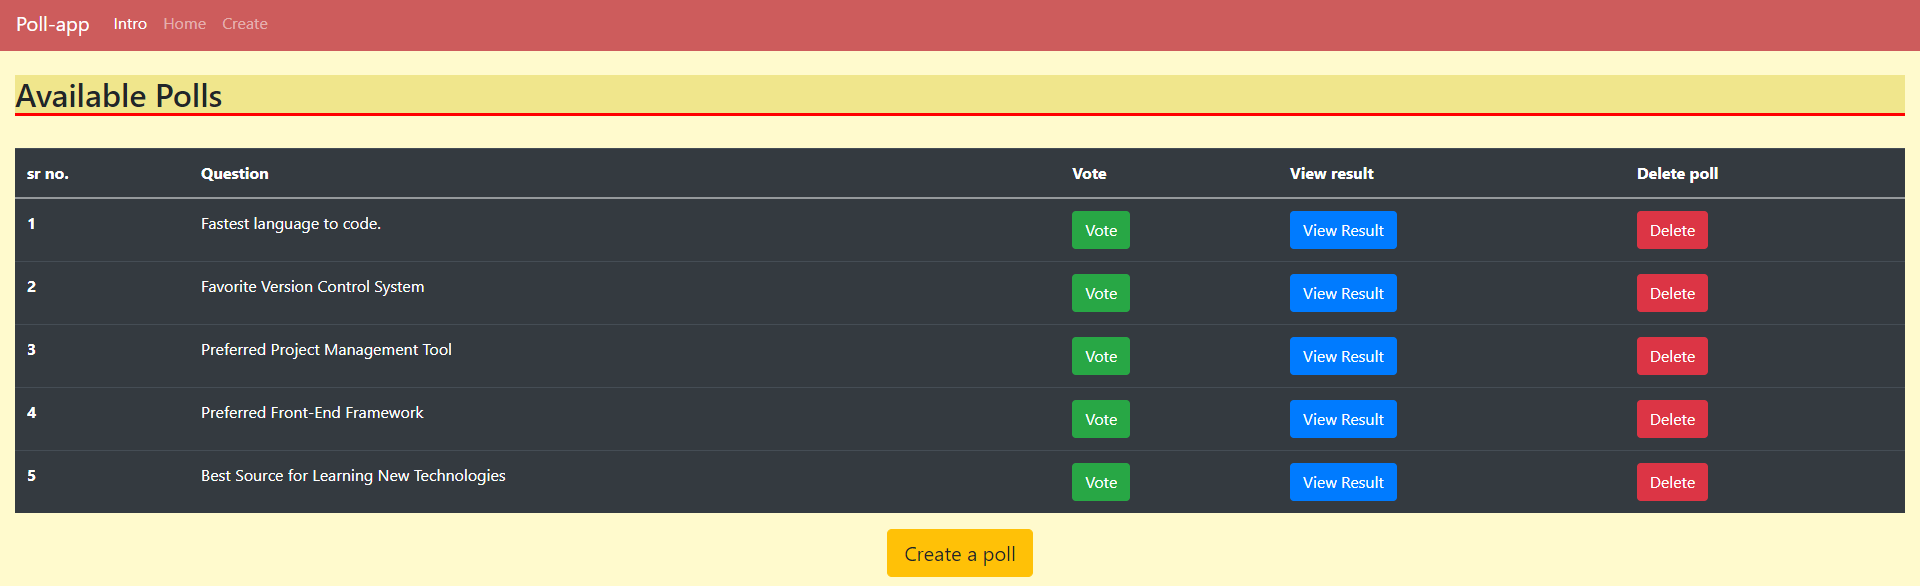 Poll-app Intro Home Create
Available Polls
sr no. Question Vote View result Delete poll
1 Fastest language to code. Vote View Result Delete
2 Favorite Version Control System Vote View Result Delete
3 Preferred Project Management Tool Vote View Result Delete
4 Preferred Front-End Framework Vote View Result Delete
5 Best Source for Learning New Technologies Vote View Result Delete
Create a poll